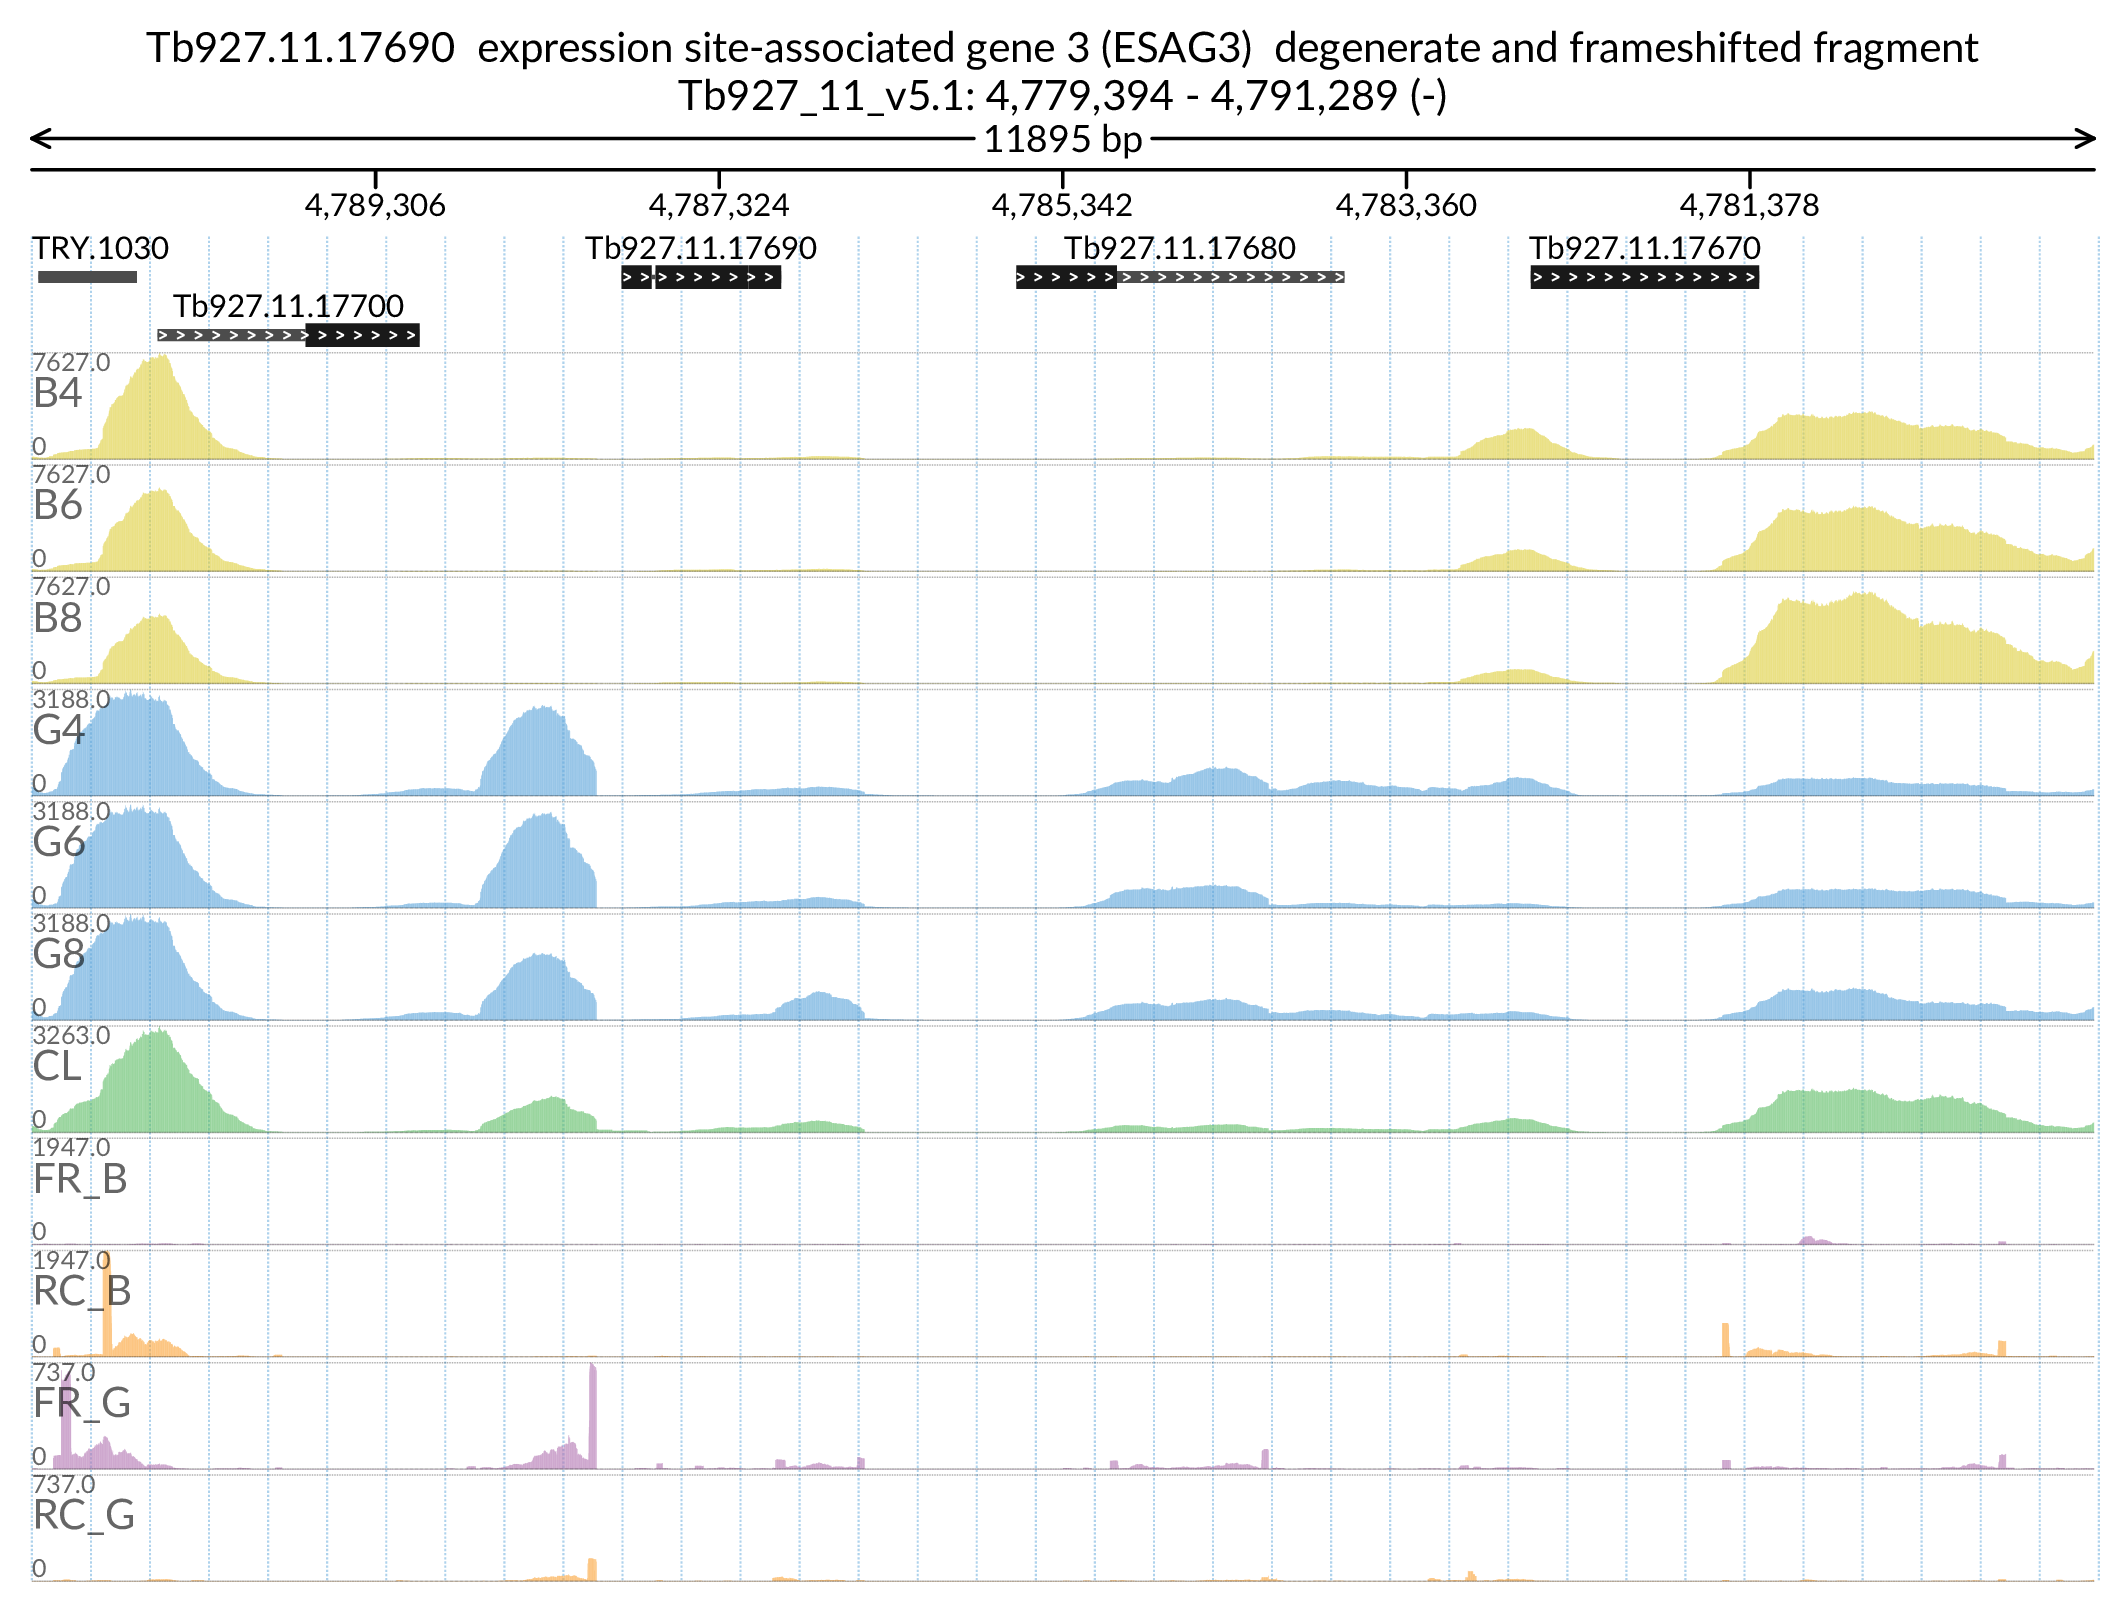 Tb927.11.17690 expression site-associated gene 3 (ESAG3) degenerate and frameshifted fragment
Tb927_11_v5.1: 4,779,394 - 4,791,289 (-)
11895 bp
4,789,306 4,787,324 4,785,342 4,783,360 4,781,378
TRY.1030 Tb927.11.17690 Tb927.11.17680 Tb927.11.17670
Tb927.11.17700
7627.0
B4
0
7627.0
B6
0
7627.0
B8
0
3188.0
G4
0
3188.0
G6
0
3188.0
G8
0
3263.0
CL
0
1947.0
FR_B
0
1947.0
RC_B
0
737.0
FR_G
0
737.0
RC_G
0